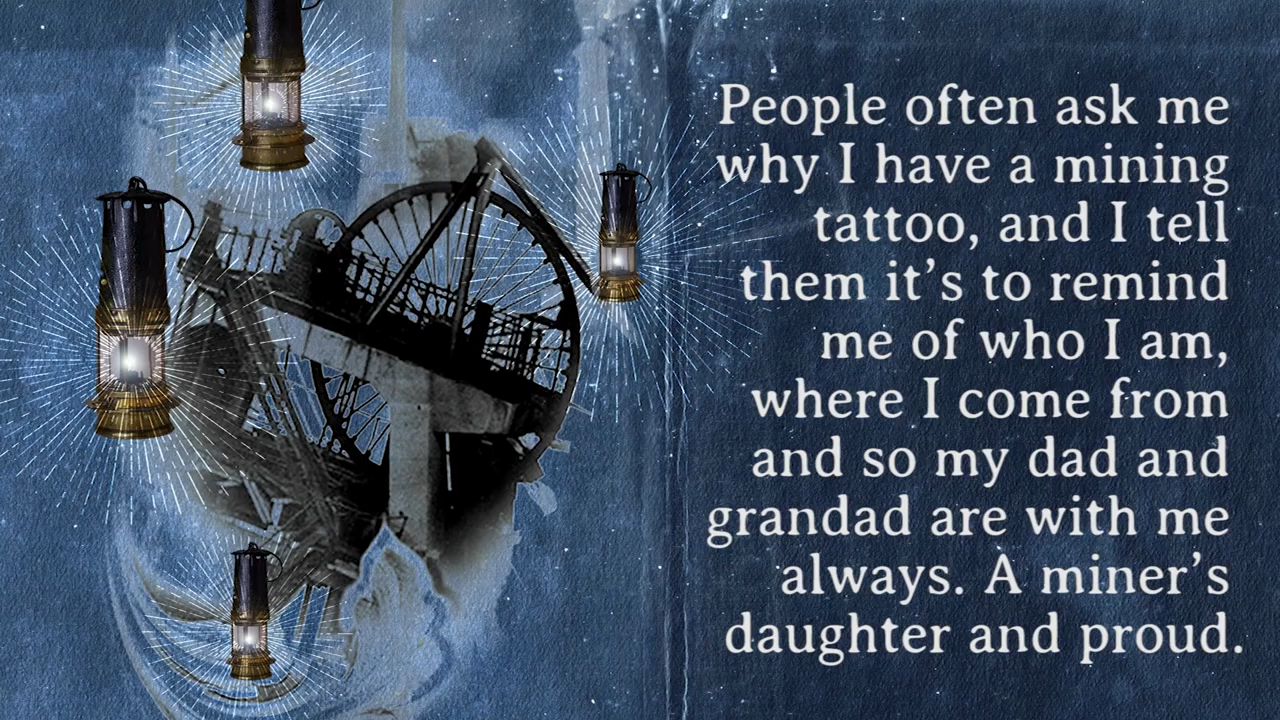 People often ask me
why I have a mining
tattoo, and I tell
them it’s to remind
me of who I am,
where I come from
and so my dad and
grandad are with me
always. A miner’s
daughter and proud.